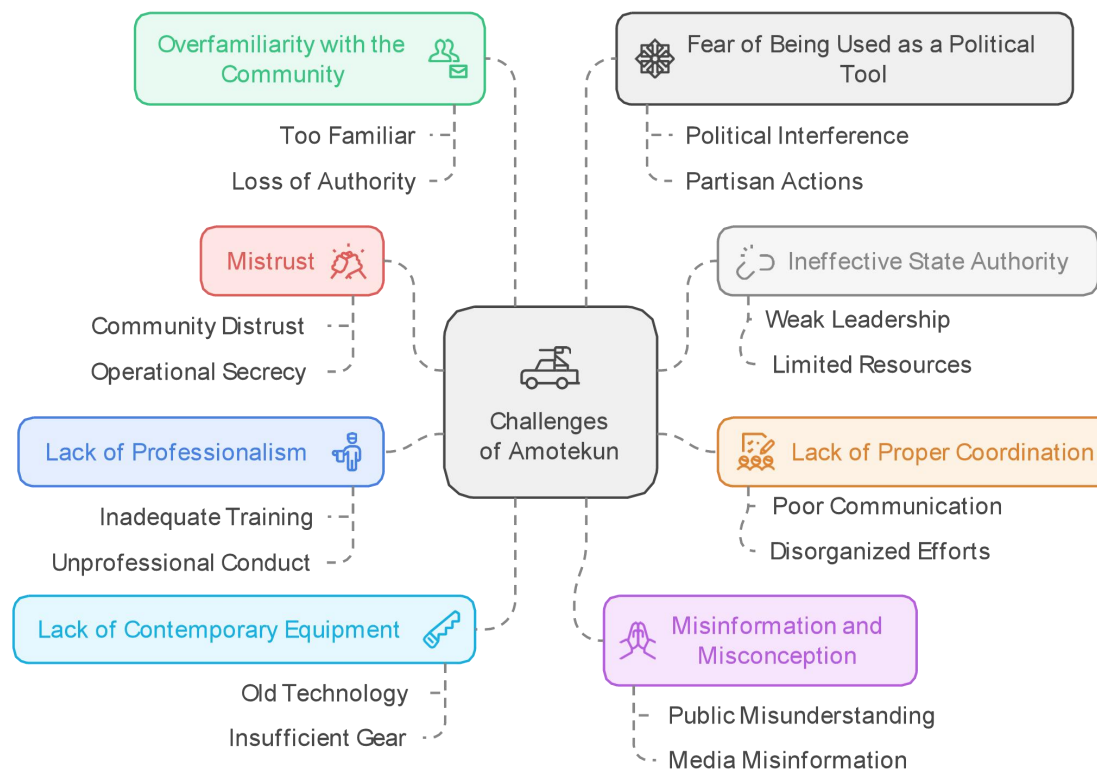 Overfamiliarity with the
Community
Too Familiar
Loss of Authority
Fear of Being Used as a Political
Tool
Political Interference
Partisan Actions
Mistrust
Community Distrust
Operational Secrecy
Ineffective State Authority
Weak Leadership
Limited Resources
Challenges
of Amotekun
Lack of Professionalism
Inadequate Training
Unprofessional Conduct
Lack of Proper Coordination
Poor Communication
Disorganized Efforts
Lack of Contemporary Equipment
Old Technology
Insufficient Gear
Misinformation and
Misconception
Public Misunderstanding
Media Misinformation